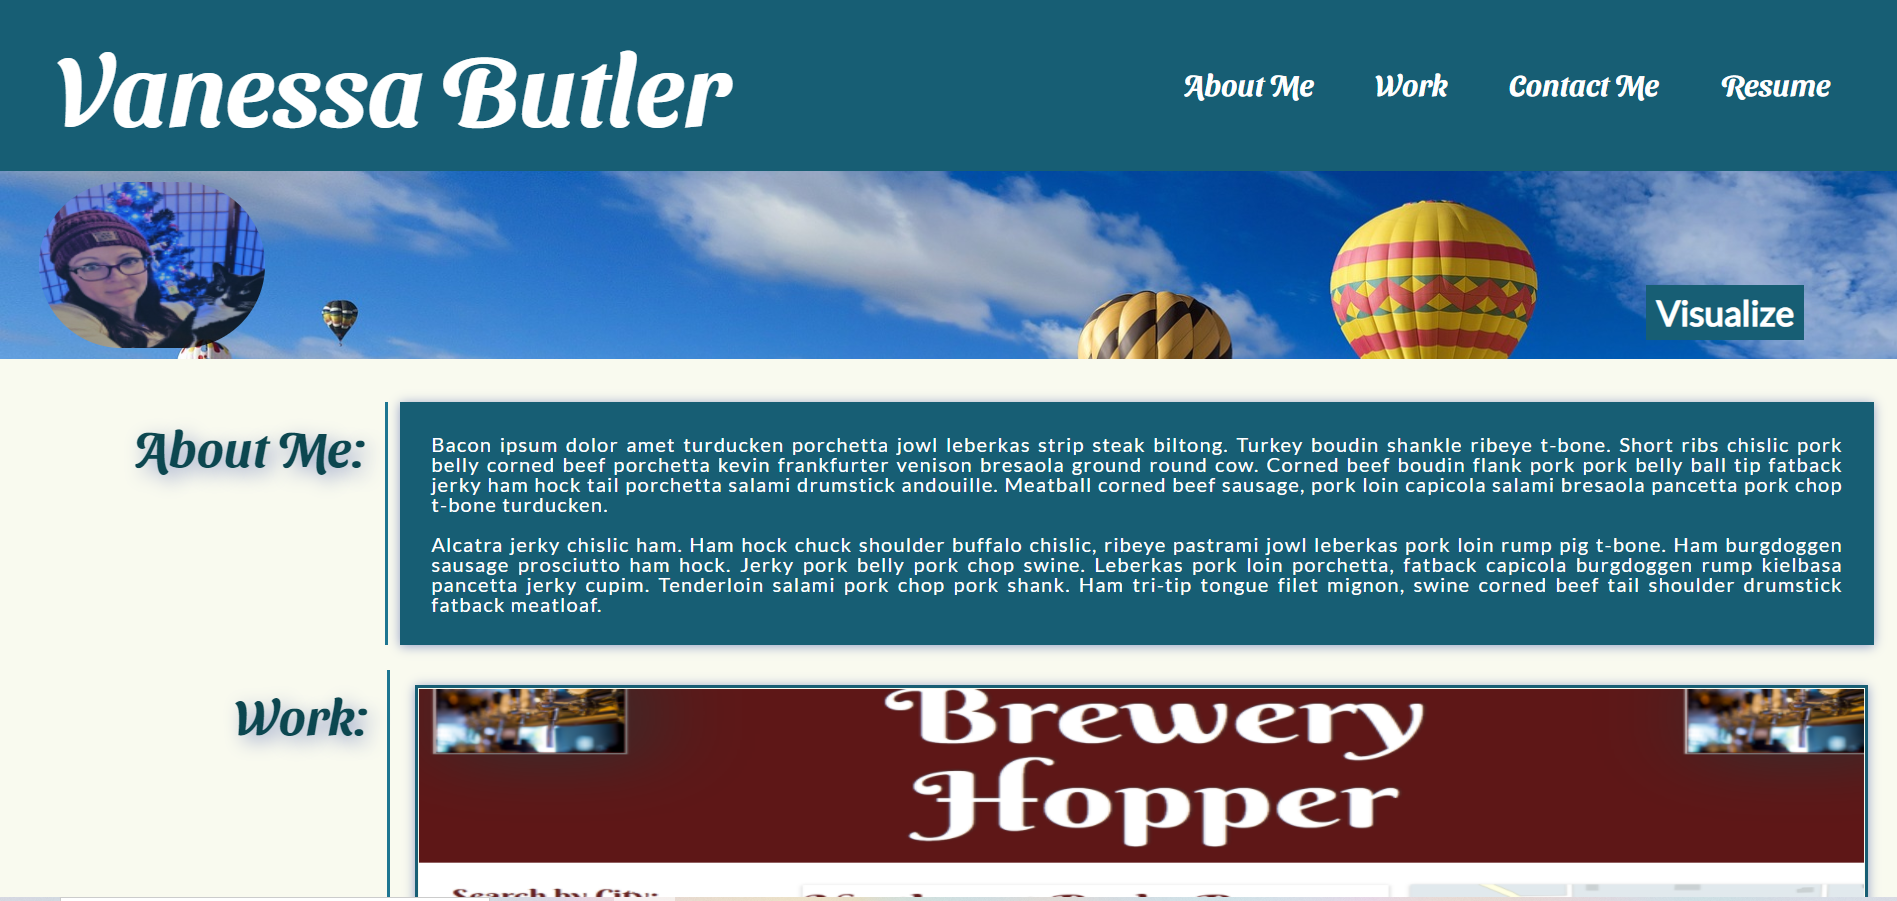 Vanessa Butler
About Me Work Contact Me Resume
Visualize
About Me:
Bacon ipsum dolor amet turducken porchetta jowl leberkas strip steak biltong. Turkey boudin shankle ribeye t-bone. Short ribs chislic pork
belly corned beef porchetta kevin frankfurter venison bresaola ground round cow. Corned beef boudin flank pork pork belly ball tip fatback
jerky ham hock tail porchetta salami drumstick andouille. Meatball corned beef sausage, pork loin capicola salami bresaola pancetta pork chop
t-bone turducken.
Alcatra jerky chislic ham. Ham hock chuck shoulder buffalo chislic, ribeye pastrami jowl leberkas pork loin rump pig t-bone. Ham burgdoggen
sausage prosciutto ham hock. Jerky pork belly pork chop swine. Leberkas pork loin porchetta, fatback capicola burgdoggen rump kielbasa
pancetta jerky cupim. Tenderloin salami pork chop pork shank. Ham tri-tip tongue filet mignon, swine corned beef tail shoulder drumstick
fatback meatloaf.
Work:
Brewery
Hopper
Search by City: